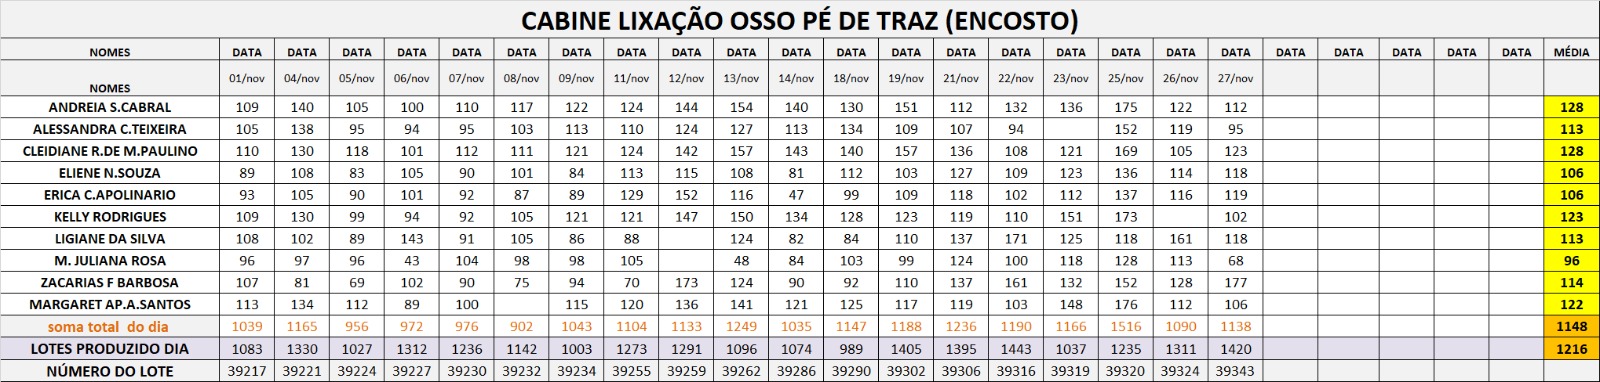 CABINE LIXAÇÃO OSSO PÉ DE TRAZ (ENCOSTO)
NOMES DATA DATA DATA DATA DATA DATA DATA DATA DATA DATA DATA DATA DATA DATA DATA DATA DATA DATA DATA DATA DATA DATA DATA DATA MÉDIA
NOMES 01/nov 04/nov 05/nov 06/nov 07/nov 08/nov 09/nov 11/nov 12/nov 13/nov 14/nov 18/nov 19/nov 21/nov 22/nov 23/nov 25/nov 26/nov 27/nov
ANDREIA S.CABRAL 109 140 105 100 110 117 122 124 144 154 140 130 151 112 132 136 175 122 112 128
ALESSANDRA C.TEIXEIRA 105 138 95 94 95 103 113 110 124 127 113 134 109 107 94 152 119 95 113
CLEIDIANE R.DE M.PAULINO 110 130 118 101 112 111 121 124 142 157 143 140 157 136 108 121 169 105 123 128
ELIENE N.SOUZA 89 108 83 105 90 101 84 113 115 108 81 112 103 127 109 123 136 114 118 106
ERICA C.APOLINARIO 93 105 90 101 92 87 89 129 152 116 47 99 109 118 102 112 137 116 119 106
KELLY RODRIGUES 109 130 99 94 92 105 121 121 147 150 134 128 123 119 110 151 173 102 123
LIGIANE DA SILVA 108 102 89 143 91 105 86 88 124 82 84 110 137 171 125 118 161 118 113
M. JULIANA ROSA 96 97 96 43 104 98 98 105 48 84 103 99 124 100 118 128 113 68 96
ZACARIAS F BARBOSA 107 81 69 102 90 75 94 70 173 124 90 92 110 137 161 132 152 128 177 114
MARGARET AP.A.SANTOS 113 134 112 89 100 115 120 136 141 121 125 117 119 103 148 176 112 106 122
soma total do dia 1039 1165 956 972 976 902 1043 1104 1133 1249 1035 1147 1188 1236 1190 1166 1516 1090 1138 1148
LOTES PRODUZIDO DIA 1083 1330 1027 1312 1236 1142 1003 1273 1291 1096 1074 989 1405 1395 1443 1037 1235 1311 1420 1216
NÚMERO DO LOTE 39217 39221 39224 39227 39230 39232 39234 39255 39259 39262 39286 39290 39302 39306 39316 39319 39320 39324 39343